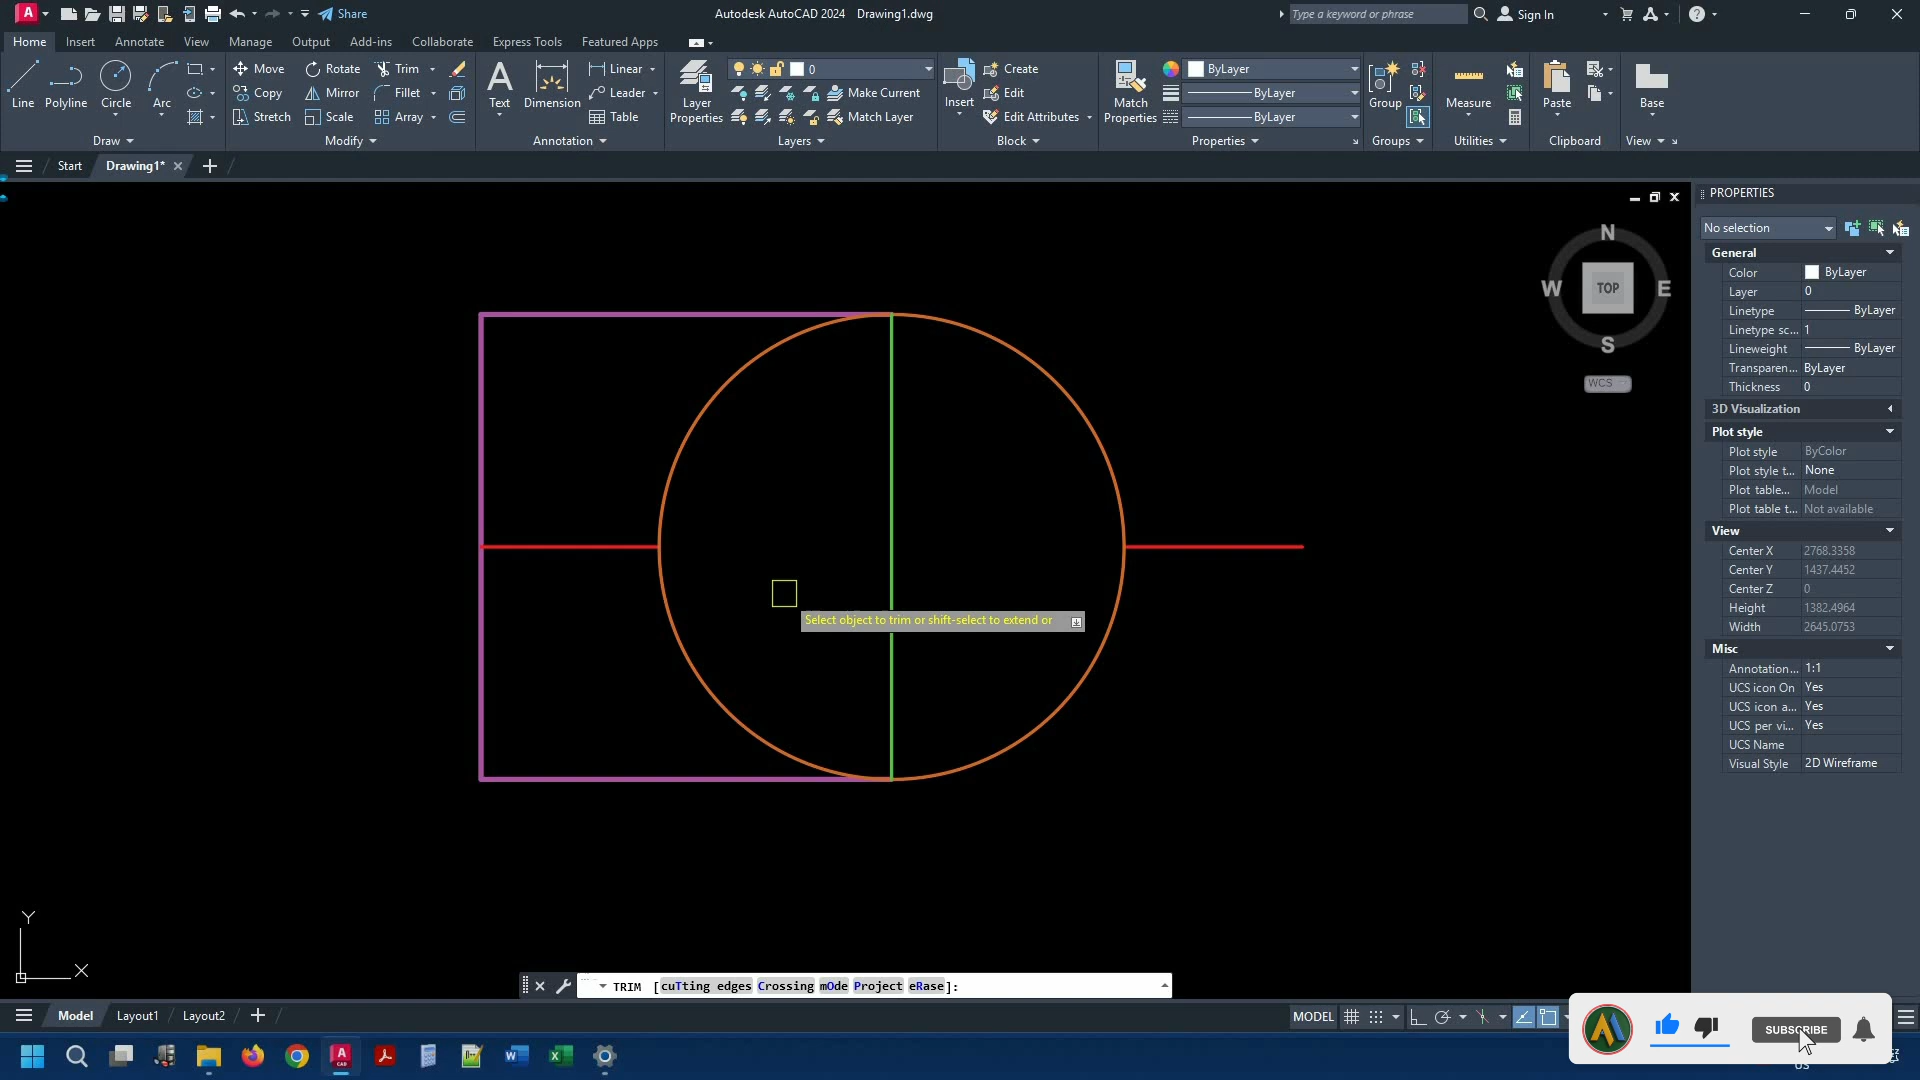 A Share Autodesk AutoCAD 2024 Drawing1.dwg Type a keyword or phrase Sign In
Home Insert Annotate View Manage Output Add-ins Collaborate Express Tools Featured Apps
Line Polyline Circle Arc
Move Rotate Trim
Copy Mirror Fillet
Stretch Scale Array
Text Dimension
Linear
Leader
Table
Layer Properties
0
Make Current
Match Layer
Insert
Create
Edit
Edit Attributes
Match Properties
ByLayer
ByLayer
ByLayer
Group Measure Paste Base
Draw Modify Annotation Layers Block Properties Groups Utilities Clipboard View
Start Drawing1*
N
W TOP E
S
WCS
Select object to trim or shift-select to extend or
Y
X
PROPERTIES
No selection
General
Color ByLayer
Layer 0
Linetype ByLayer
Linetype sc... 1
Lineweight ByLayer
Transparen... ByLayer
Thickness 0
3D Visualization
Plot style
Plot style ByColor
Plot style t... None
Plot table... Model
Plot table t... Not available
View
Center X 2768.3358
Center Y 1437.4452
Center Z 0
Height 1382.4964
Width 2645.0753
Misc
Annotation... 1:1
UCS icon On Yes
UCS icon a... Yes
UCS per vi... Yes
UCS Name
Visual Style 2D Wireframe
TRIM [cuTting edges Crossing mOde Project eRase]:
Model Layout1 Layout2
MODEL
SUBSCRIBE